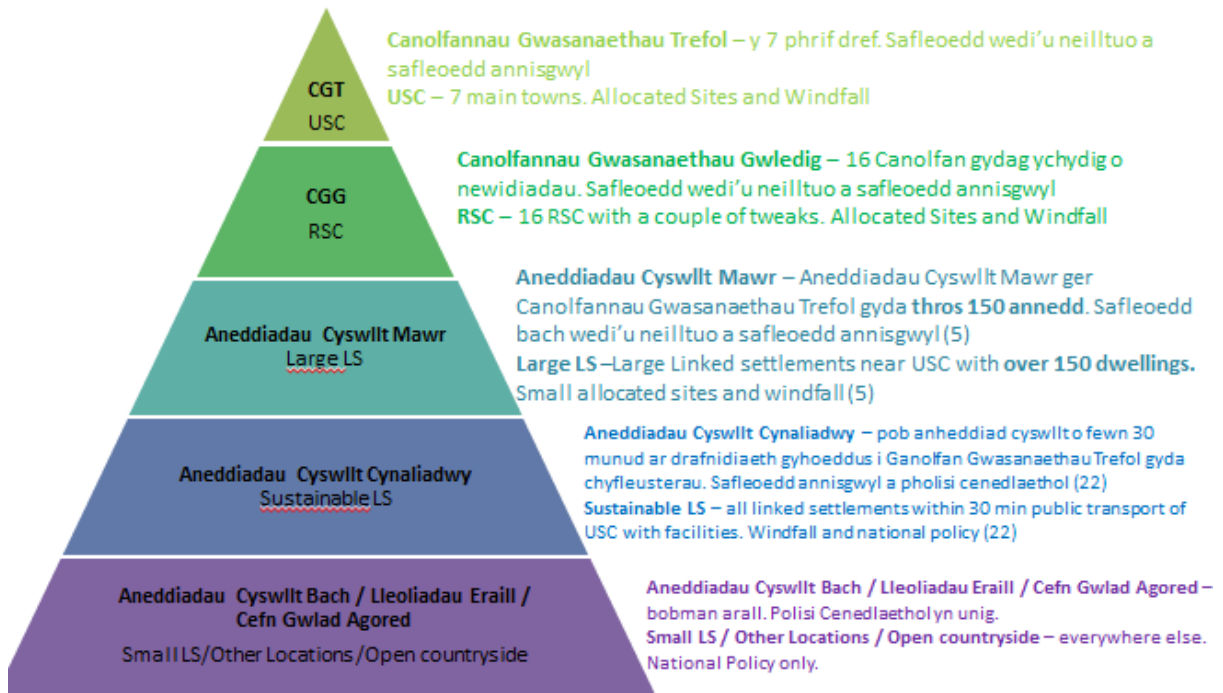 CGT
USC
Canolfannau Gwasanaethau Trefol – y 7 phrif dref. Safleoedd wedi'u neilltuo a
safleoedd annisgwyl
USC – 7 main towns. Allocated Sites and Windfall
CGG
RSC
Canolfannau Gwasanaethau Gwledig – 16 Canolfan gydag ychydig o
newidiadau. Safleoedd wedi'u neilltuo a safleoedd annisgwyl
RSC – 16 RSC with a couple of tweaks. Allocated Sites and Windfall
Aneddiadau Cyswllt Mawr
Large LS
Aneddiadau Cyswllt Mawr – Aneddiadau Cyswllt Mawr ger
Canolfannau Gwasanaethau Trefol gyda thros 150 annedd. Safleoedd
bach wedi'u neilltuo a safleoedd annisgwyl (5)
Large LS –Large Linked settlements near USC with over 150 dwellings.
Small allocated sites and windfall (5)
Aneddiadau Cyswllt Cynaliadwy
Sustainable LS
Aneddiadau Cyswllt Cynaliadwy – pob anheddiad cyswllt o fewn 30
munud ar drafnidiaeth gyhoeddus i Ganolfan Gwasanaethau Trefol gyda
chyfleusterau. Safleoedd annisgwyl a pholisi cenedlaethol (22)
Sustainable LS – all linked settlements within 30 min public transport of
USC with facilities. Windfall and national policy (22)
Aneddiadau Cyswllt Bach / Lleoliadau Eraill /
Cefn Gwlad Agored
Small LS/Other Locations /Open countryside
Aneddiadau Cyswllt Bach / Lleoliadau Eraill / Cefn Gwlad Agored –
bobman arall. Polisi Cenedlaethol yn unig.
Small LS / Other Locations / Open countryside – everywhere else.
National Policy only.